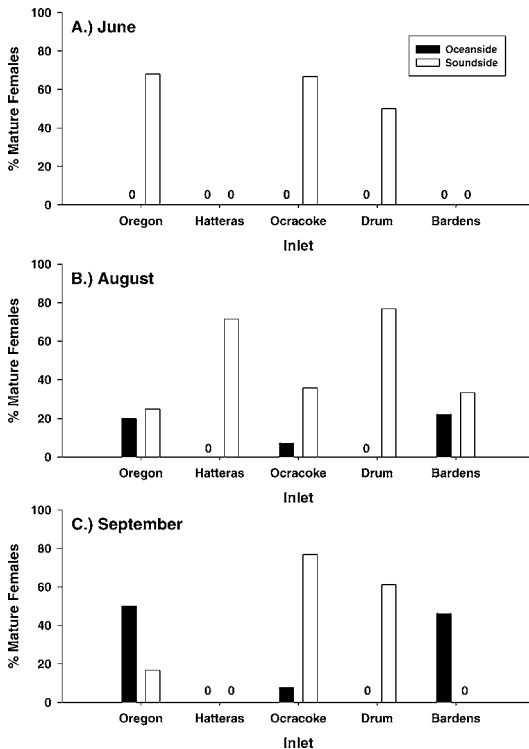 A.) June
Oceanside
Soundside
% Mature Females
100
80
60
40
20
0
0 0 0 0 0 0 0
Oregon Hatteras Ocracoke Drum Bardens
Inlet
B.) August
% Mature Females
100
80
60
40
20
0
0 0
Oregon Hatteras Ocracoke Drum Bardens
Inlet
C.) September
% Mature Females
100
80
60
40
20
0
0 0 0 0
Oregon Hatteras Ocracoke Drum Bardens
Inlet